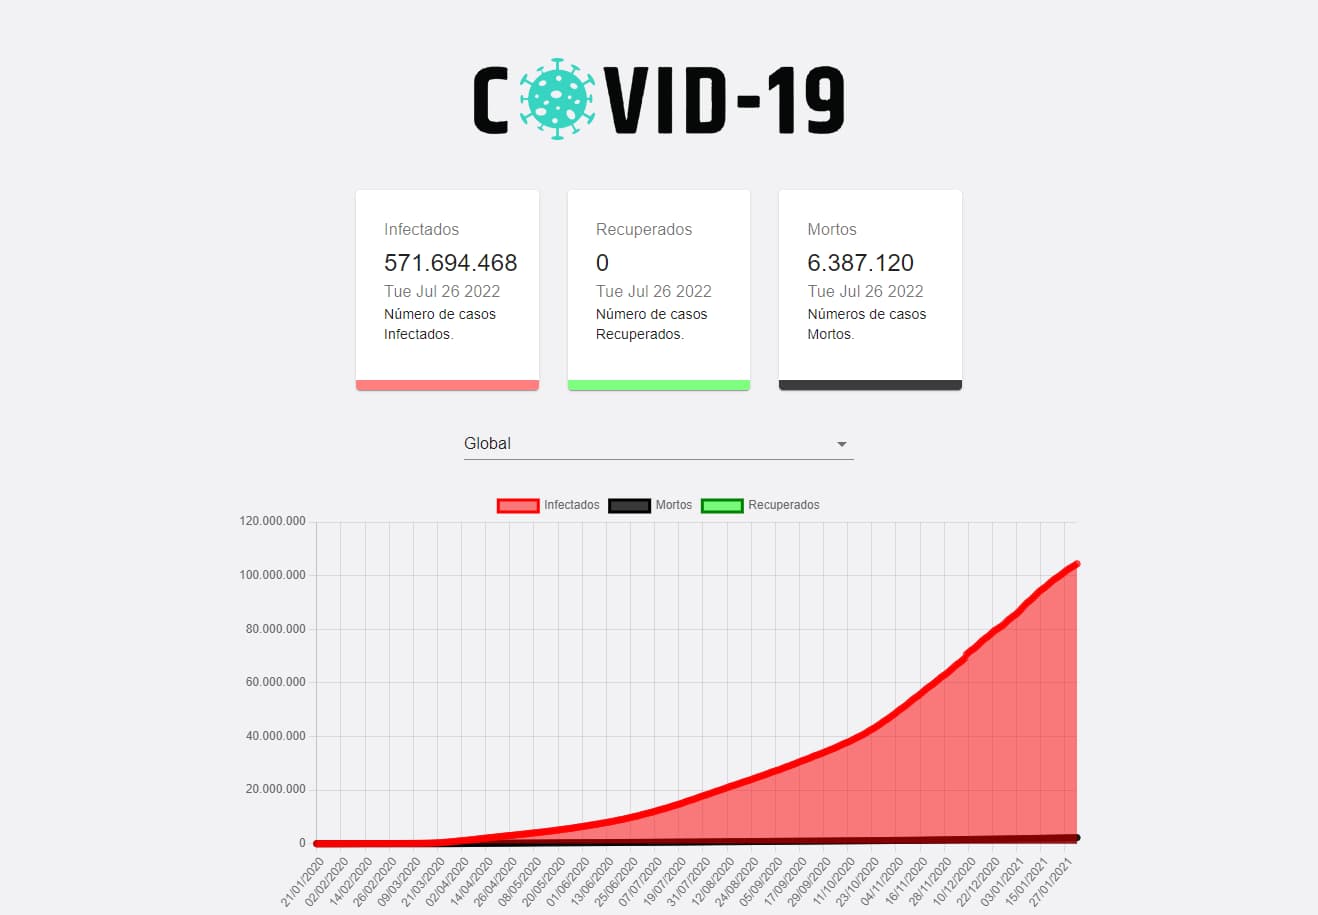 COVID-19
Infectados
571.694.468
Tue Jul 26 2022
Número de casos
Infectados.
Recuperados
0
Tue Jul 26 2022
Número de casos
Recuperados.
Mortos
6.387.120
Tue Jul 26 2022
Números de casos
Mortos.
Global
Infectados Mortos Recuperados
120.000.000
100.000.000
80.000.000
60.000.000
40.000.000
20.000.000
0
21/01/2020
02/02/2020
14/02/2020
26/02/2020
09/03/2020
21/03/2020
02/04/2020
14/04/2020
26/04/2020
08/05/2020
20/05/2020
01/06/2020
13/06/2020
25/06/2020
07/07/2020
19/07/2020
31/07/2020
12/08/2020
24/08/2020
05/09/2020
17/09/2020
29/09/2020
11/10/2020
23/10/2020
04/11/2020
16/11/2020
28/11/2020
10/12/2020
22/12/2020
03/01/2021
15/01/2021
27/01/2021